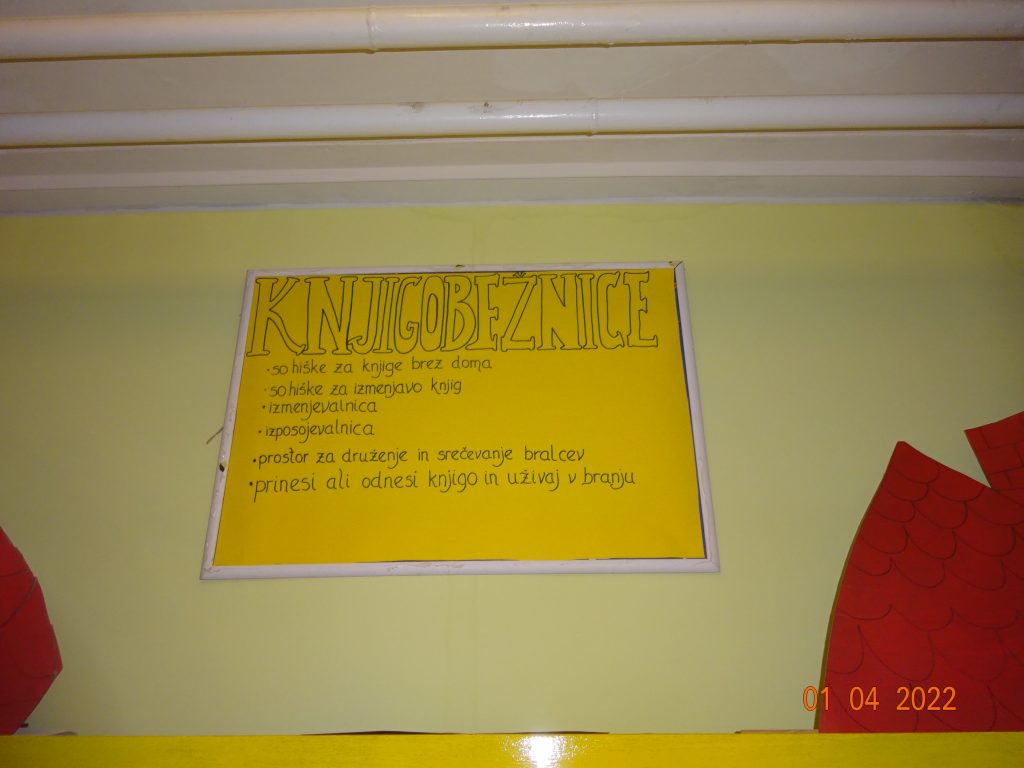 KNJIGOBEŽNICE
• so hiške za knjige brez doma
• so hiške za izmenjavo knjig
• izmenjevalnica
• izposojevalnica
• prostor za druženje in srečevanje bralcev
• prinesi ali odnesi knjigo in uživaj v branju
01 04 2022